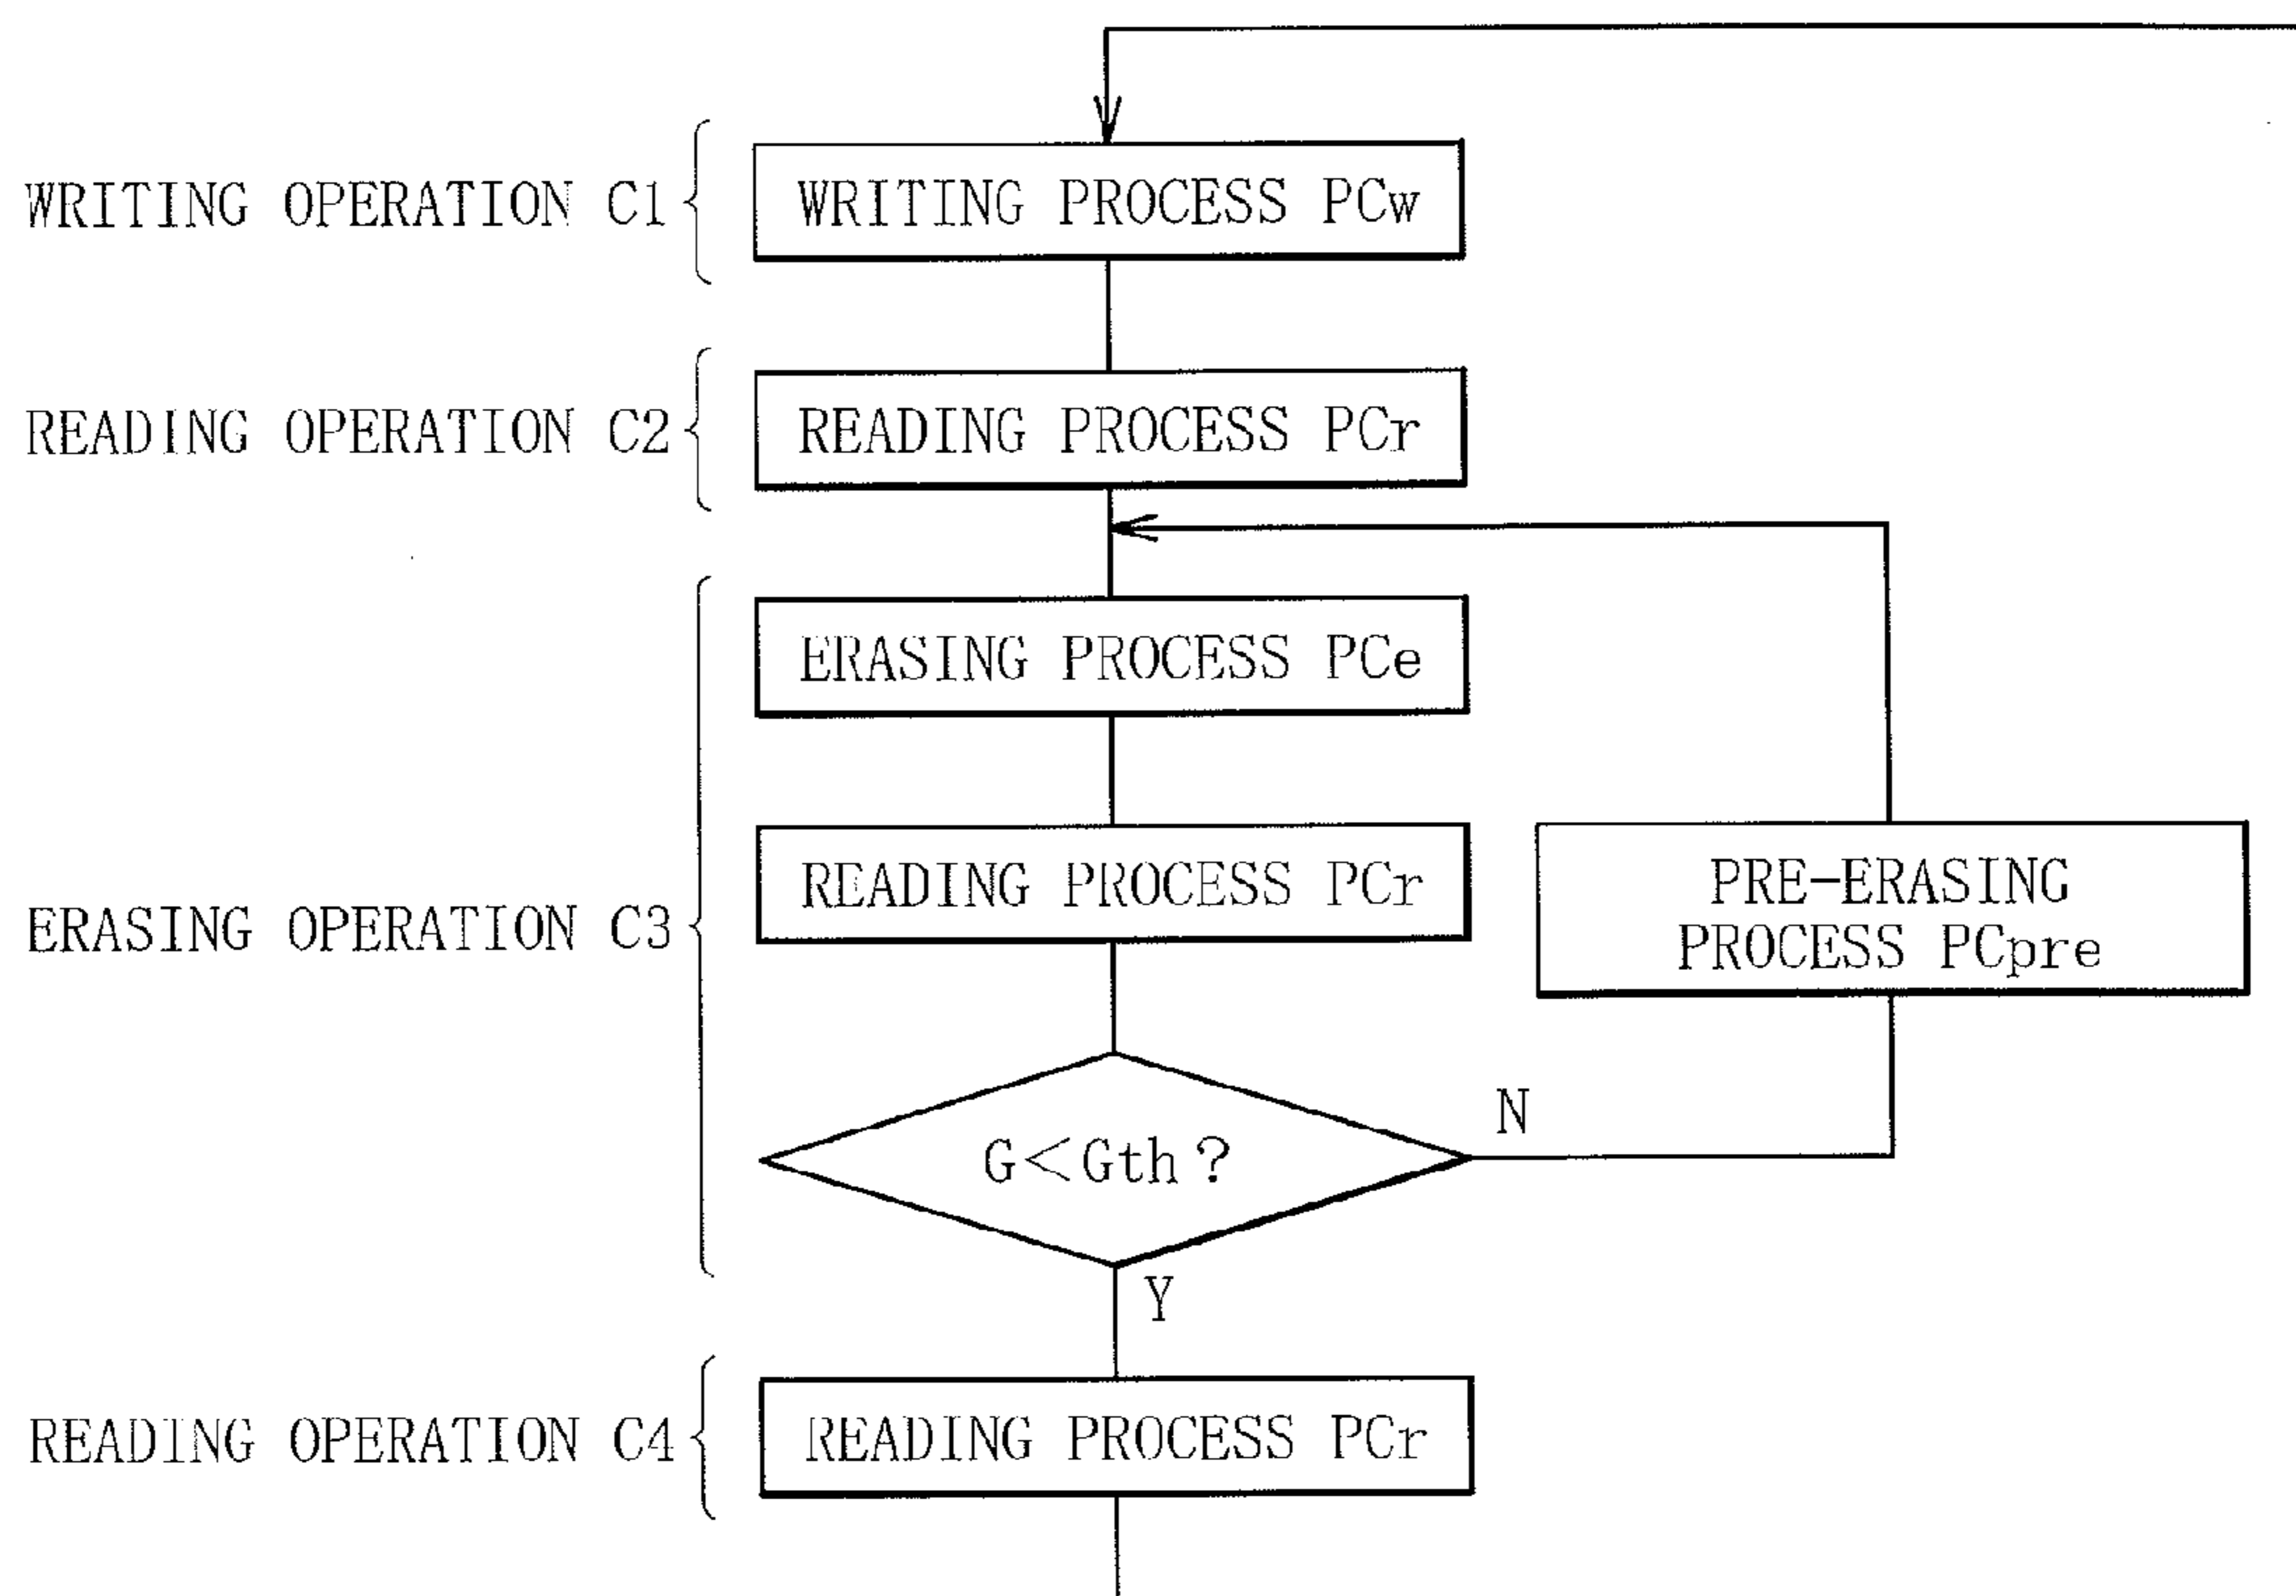 WRITING OPERATION C1
WRITING PROCESS PCw
READING OPERATION C2
READING PROCESS PCr
ERASING PROCESS PCe
ERASING OPERATION C3
READING PROCESS PCr
PRE-ERASING
PROCESS PCpre
G<Gth?
N
Y
READING OPERATION C4
READING PROCESS PCr